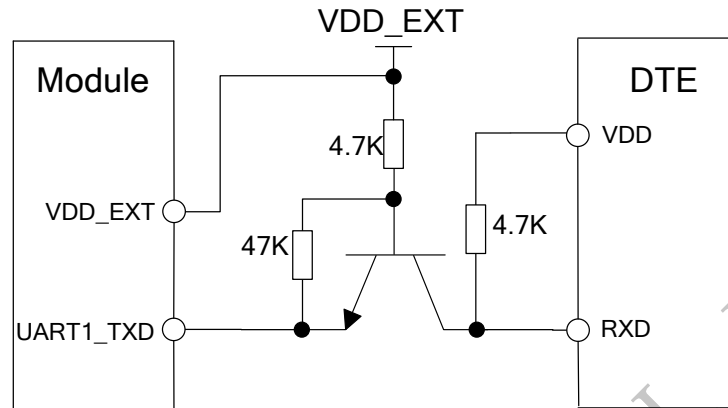 VDD_EXT
Module
DTE
4.7K
VDD
VDD_EXT
47K
4.7K
UART1_TXD
RXD